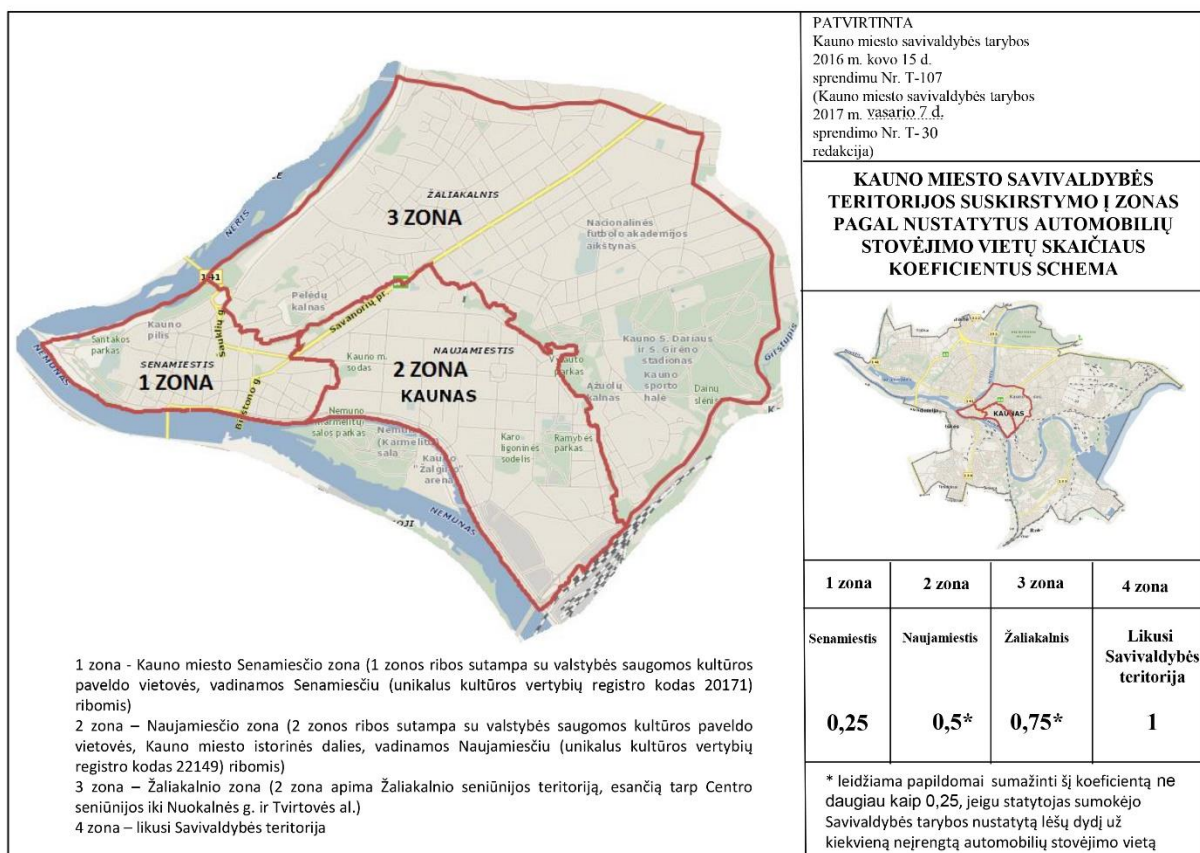 PATVIRTINTA
Kauno miesto savivaldybės tarybos
2016 m. kovo 15 d.
sprendimu Nr. T-107
(Kauno miesto savivaldybės tarybos
2017 m. vasario 7 d.
sprendimo Nr. T-30
redakcija)
KAUNO MIESTO SAVIVALDYBĖS
TERITORIJOS SUSKIRSTYMO Į ZONAS
PAGAL NUSTATYTUS AUTOMOBILIŲ
STOVĖJIMO VIETŲ SKAIČIAUS
KOEFICIENTUS SCHEMA
NERIS
ŽALIAKALNIS
3 ZONA
Nacionalinės
futbolo akademijos
aikštynas
141
Pelėdų
kalnas
Savanorių pr.
Kauno
pilis
Santakos
parkas
Šauklių g.
NEMUNAS
SENAMIESTIS
1 ZONA
Kauno m.
sodas
NAUJAMIESTIS
2 ZONA
KAUNAS
Vytauto
parkas
Kauno S. Dariaus
ir S. Girėno
stadionas
Ąžuolų
kalnas
Kauno
sporto
halė
Dainų
slėnis
Girstupis
Birštono g.
Nemuno
(Karmelitų)
sala
Kauno
"Žalgirio"
arena
salos parkas
Karo
ligoninės
sodelis
Ramybės
parkas
NEMUNAS
KAUNAS
1 zona
2 zona
3 zona
4 zona
Senamiestis
Naujamiestis
Žaliakalnis
Likusi
Savivaldybės
teritorija
0,25
0,5*
0,75*
1
* leidžiama papildomai sumažinti šį koeficientą ne
daugiau kaip 0,25, jeigu statytojas sumokėjo
Savivaldybės tarybos nustatytą lėšų dydį už
kiekvieną neįrengtą automobilių stovėjimo vietą
1 zona - Kauno miesto Senamiesčio zona (1 zonos ribos sutampa su valstybės saugomos kultūros
paveldo vietovės, vadinamos Senamiesčiu (unikalus kultūros vertybių registro kodas 20171)
ribomis)
2 zona – Naujamiesčio zona (2 zonos ribos sutampa su valstybės saugomos kultūros paveldo
vietovės, Kauno miesto istorinės dalies, vadinamos Naujamiesčiu (unikalus kultūros vertybių
registro kodas 22149) ribomis)
3 zona – Žaliakalnio zona (2 zona apima Žaliakalnio seniūnijos teritoriją, esančią tarp Centro
seniūnijos iki Nuokalnės g. ir Tvirtovės al.)
4 zona – likusi Savivaldybės teritorija